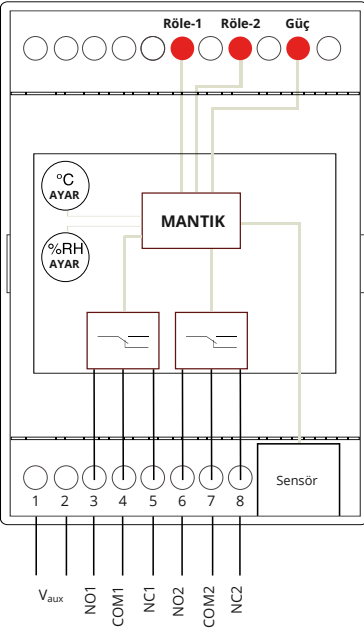 Röle-1 Röle-2 Güç
°C
AYAR
%RH
AYAR
MANTIK
Sensör
1 2 3 4 5 6 7 8
Vaux
NO1
COM1
NC1
NO2
COM2
NC2